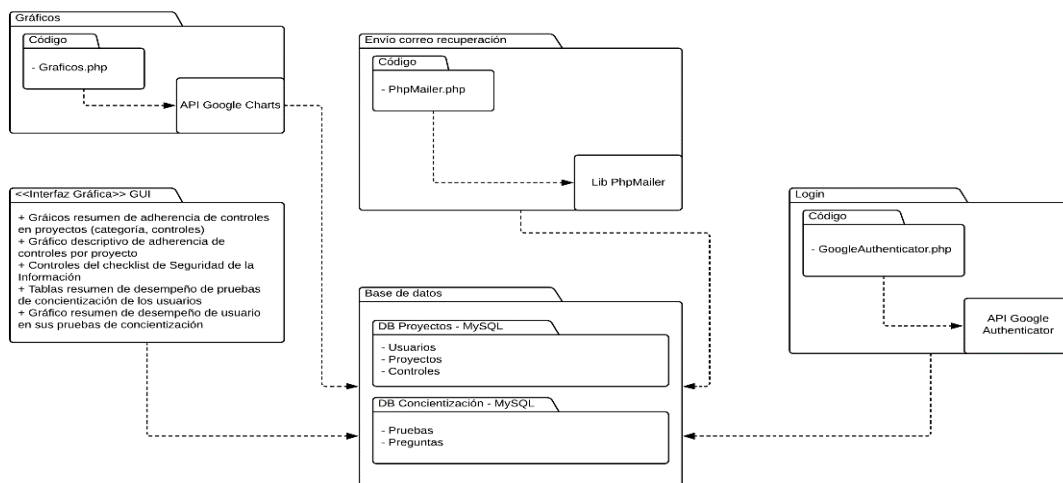 Gráficos
Código
- Graficos.php
API Google Charts
Envío correo recuperación
Código
- PhpMailer.php
Lib PhpMailer
<<Interfaz Gráfica>> GUI
+ Gráicos resumen de adherencia de controles
en proyectos (categoría, controles)
+ Gráfico descriptivo de adherencia de
controles por proyecto
+ Controles del checklist de Seguridad de la
Información
+ Tablas resumen de desempeño de pruebas
de concientización de los usuarios
+ Gráfico resumen de desempeño de usuario
en sus pruebas de concientización
Login
Código
- GoogleAuthenticator.php
API Google
Authenticator
Base de datos
DB Proyectos - MySQL
- Usuarios
- Proyectos
- Controles
DB Concientización - MySQL
- Pruebas
- Preguntas